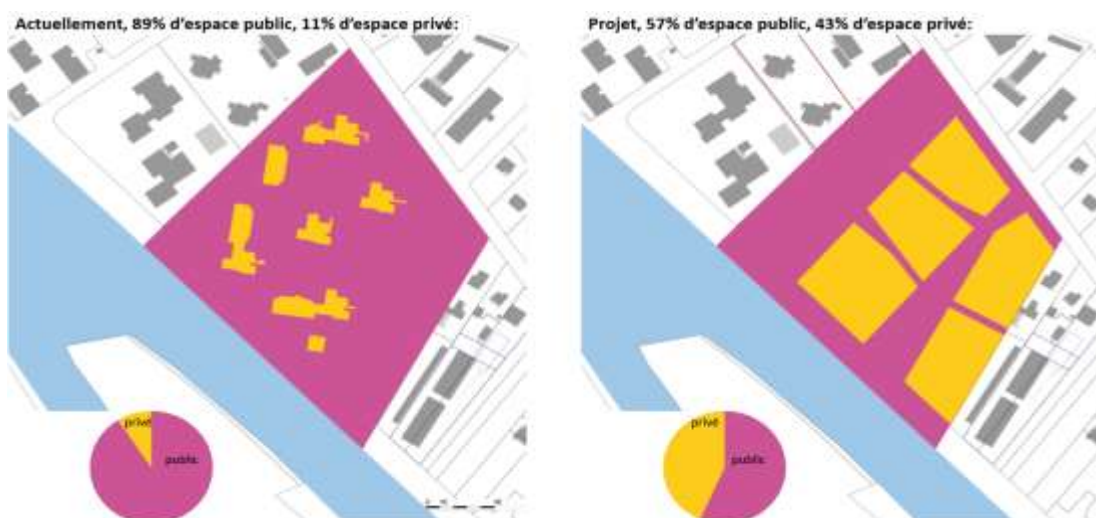 Actuellement, 89% d'espace public, 11% d'espace privé:
privé
public
Projet, 57% d'espace public, 43% d'espace privé:
privé
public